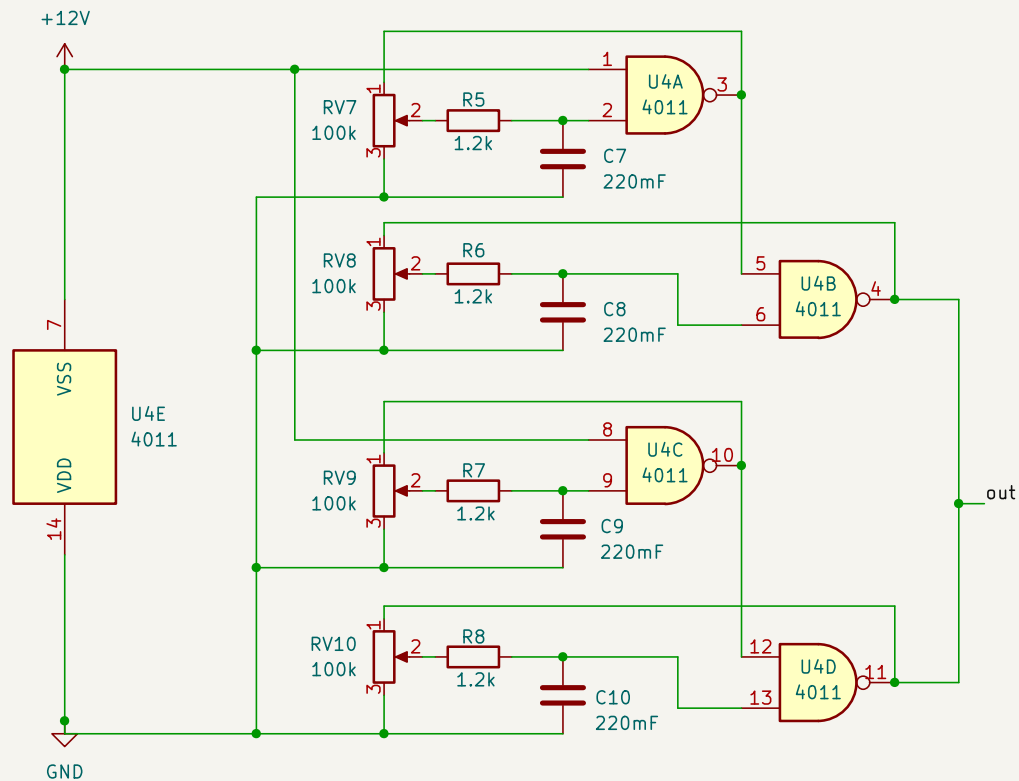 +12V
1
U4A
4011
3
2
RV7
100k
1
2
3
R5
1.2k
C7
220mF
RV8
100k
1
2
3
R6
1.2k
C8
220mF
5
U4B
4011
4
6
7
VSS
VDD
14
U4E
4011
8
U4C
4011
10
9
RV9
100k
1
2
3
R7
1.2k
C9
220mF
out
RV10
100k
1
2
3
R8
1.2k
C10
220mF
12
U4D
4011
11
13
GND